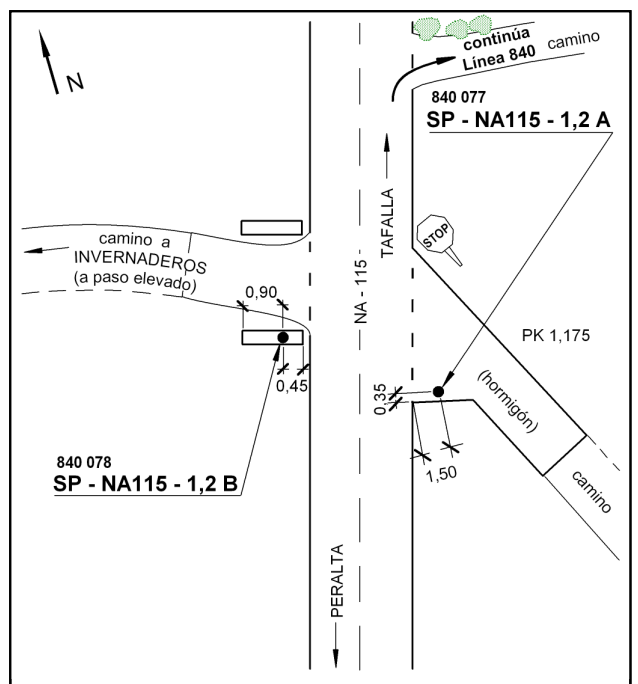 continúa
Línea 840 camino
840 077
SP - NA115 - 1,2 A
N
TAFALLA
STOP
camino a
INVERNADEROS
(a paso elevado)
NA - 115
0,90
PK 1,175
0,45
0,35
(hormigón)
1,50
840 078
SP - NA115 - 1,2 B
camino
PERALTA